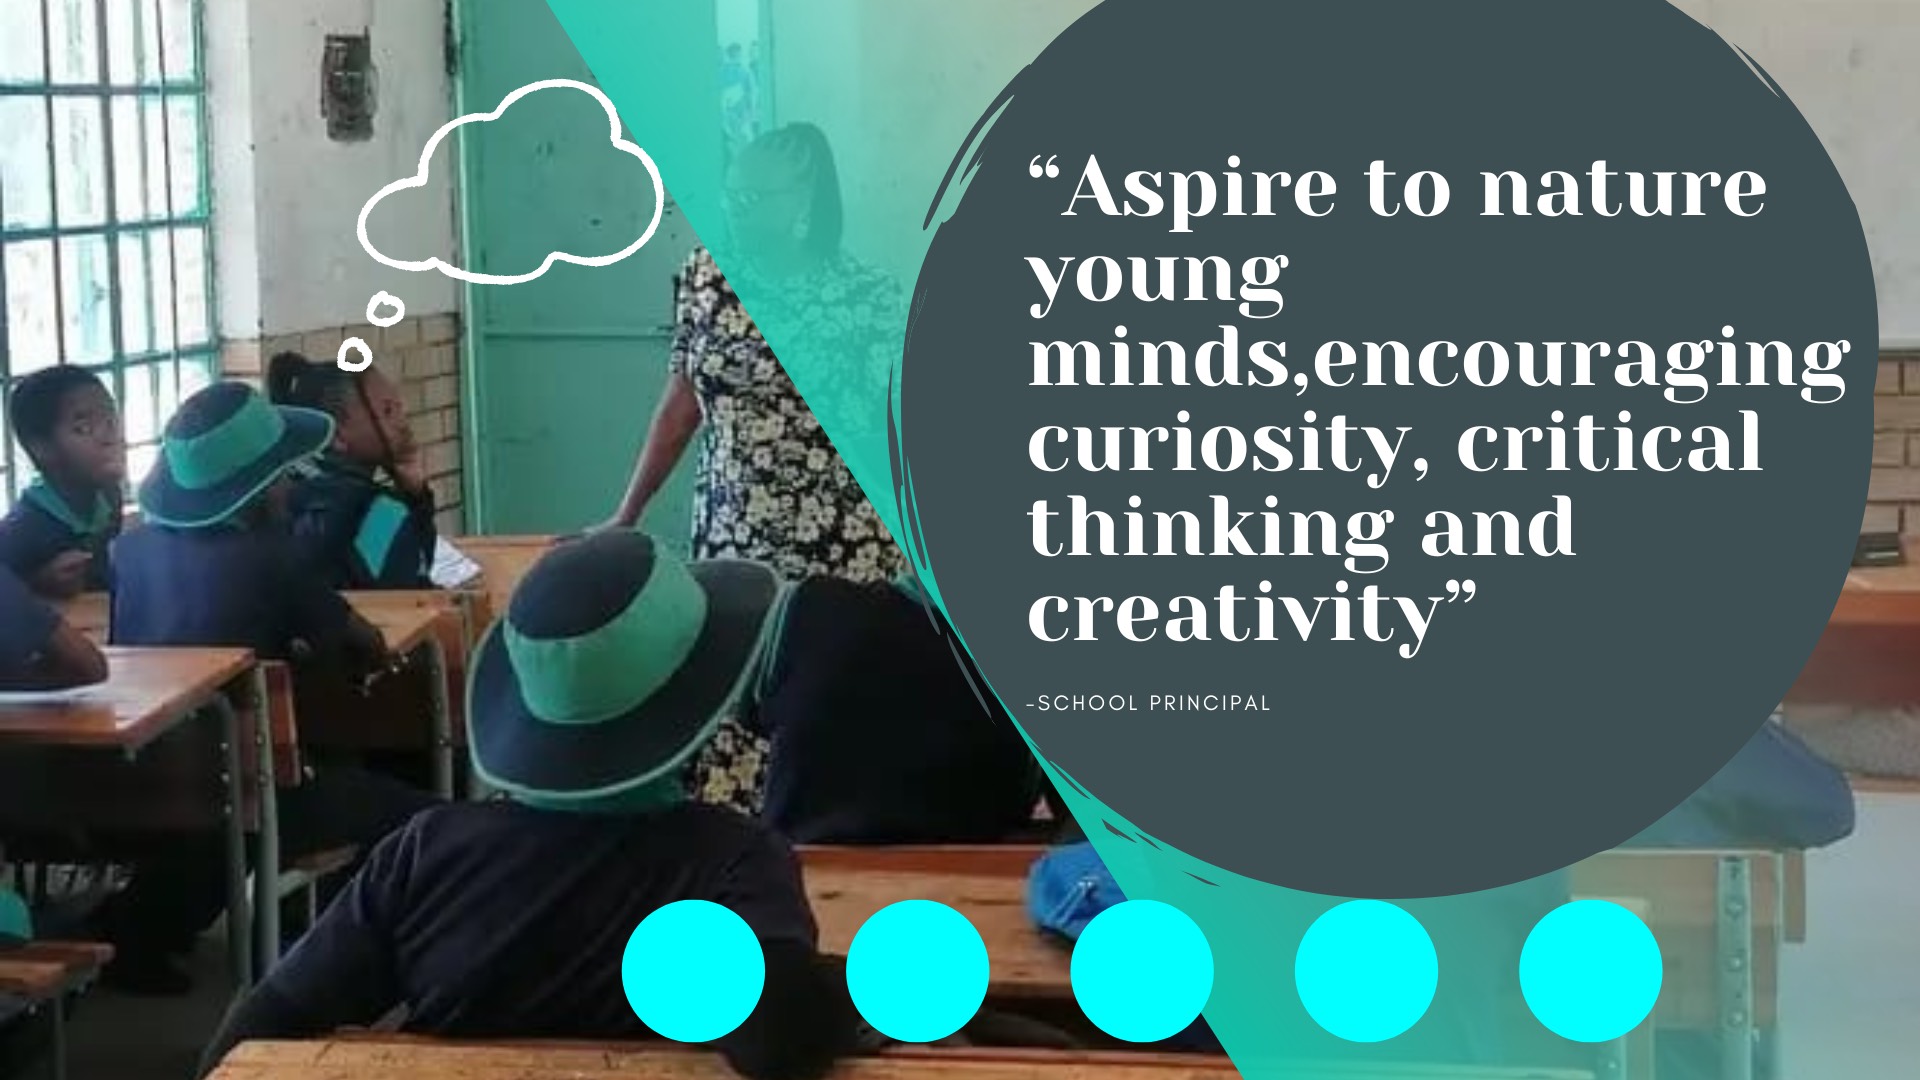 “Aspire to nature
young
minds,encouraging
curiosity, critical
thinking and
creativity”
-SCHOOL PRINCIPAL